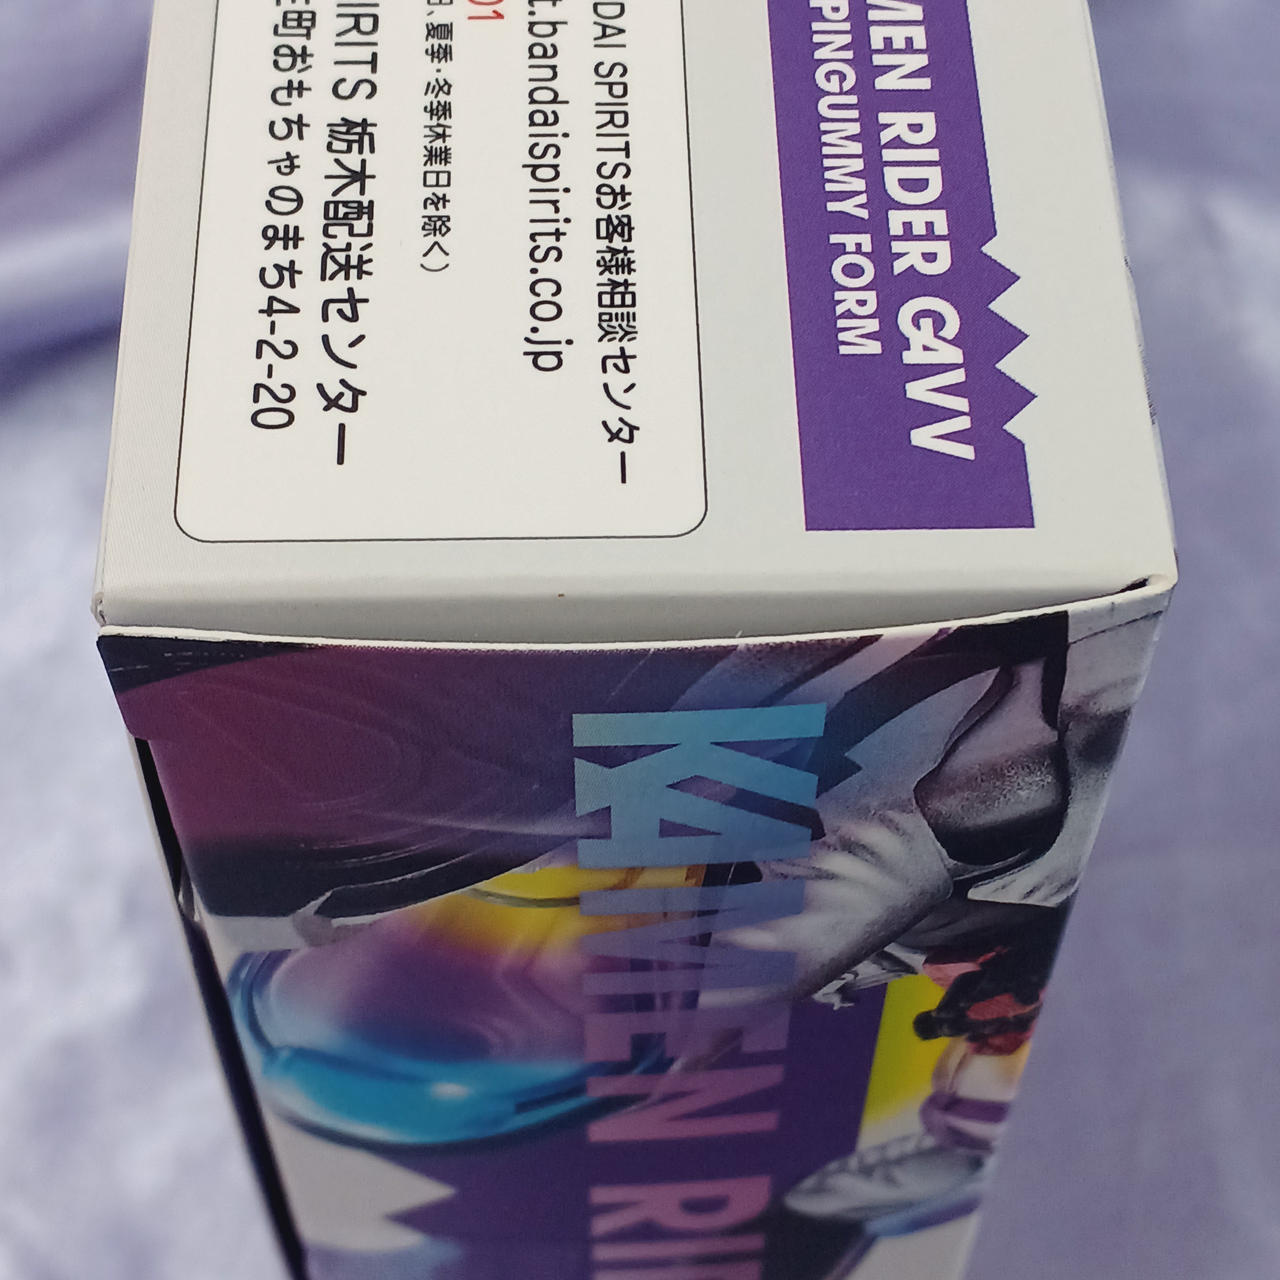 MEN RIDER GAVV
PINGUMMY FORM
DAI SPIRITSお客様相談センター
t.bandaispirits.co.jp
01
日、夏季・冬季休業日を除く）
PIRITS 栃木配送センター
町おもちゃのまち4-2-20
KAMEN RI